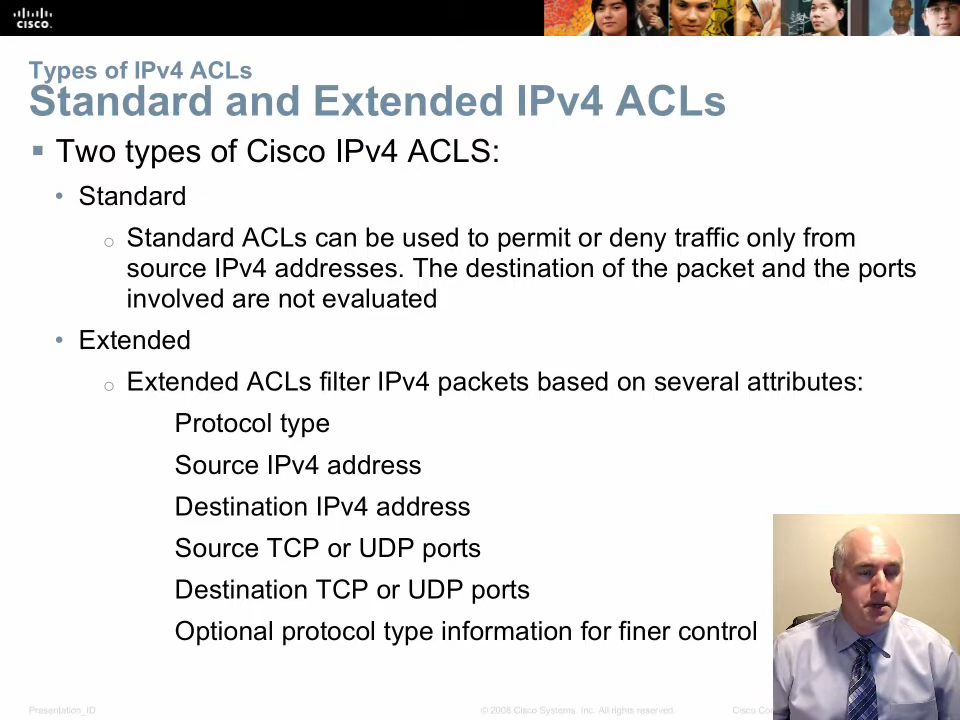 CISCO.
Types of IPv4 ACLs
Standard and Extended IPv4 ACLs
Two types of Cisco IPv4 ACLS:
Standard
Standard ACLs can be used to permit or deny traffic only from
source IPv4 addresses. The destination of the packet and the ports
involved are not evaluated
Extended
Extended ACLs filter IPv4 packets based on several attributes:
Protocol type
Source IPv4 address
Destination IPv4 address
Source TCP or UDP ports
Destination TCP or UDP ports
Optional protocol type information for finer control
Presentation_ID
© 2008 Cisco Systems, Inc. All rights reserved.
Cisco